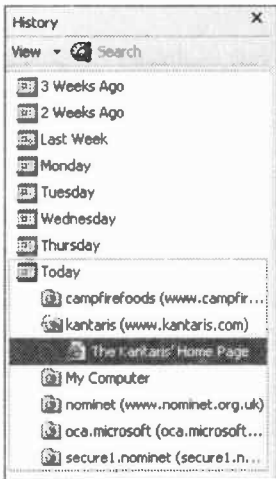 History
View Search
3 Weeks Ago
2 Weeks Ago
Last Week
Monday
Tuesday
Wednesday
Thursday
Today
campfirefoods (www.campfir...
kantaris (www.kantaris.com)
The Kantaris' Home Page
My Computer
nominet (www.nominet.org.uk)
oca.microsoft (oca.microsoft...
secure1.nominet (secure1.n...